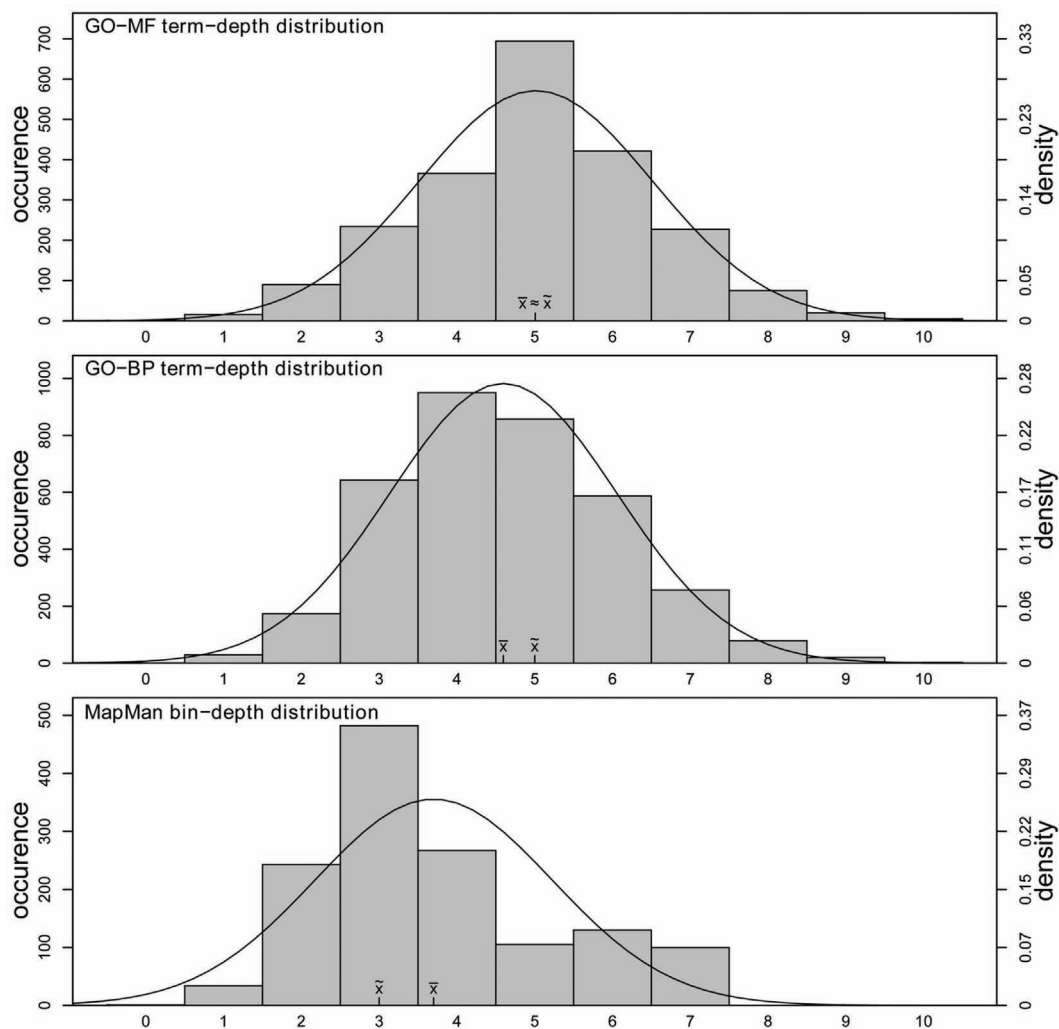 GO−MF term−depth distribution
occurence
700
600
500
400
300
200
100
0
0.33
0.23
0.14
0.05
0
density
x̅ ≈ x̃
0 1 2 3 4 5 6 7 8 9 10
GO−BP term−depth distribution
occurence
1000
800
600
400
200
0
0.28
0.22
0.17
0.11
0.06
0
density
x̅ x̃
0 1 2 3 4 5 6 7 8 9 10
MapMan bin−depth distribution
occurence
500
400
300
200
100
0
0.37
0.29
0.22
0.15
0.07
0
density
x̃ x̅
0 1 2 3 4 5 6 7 8 9 10